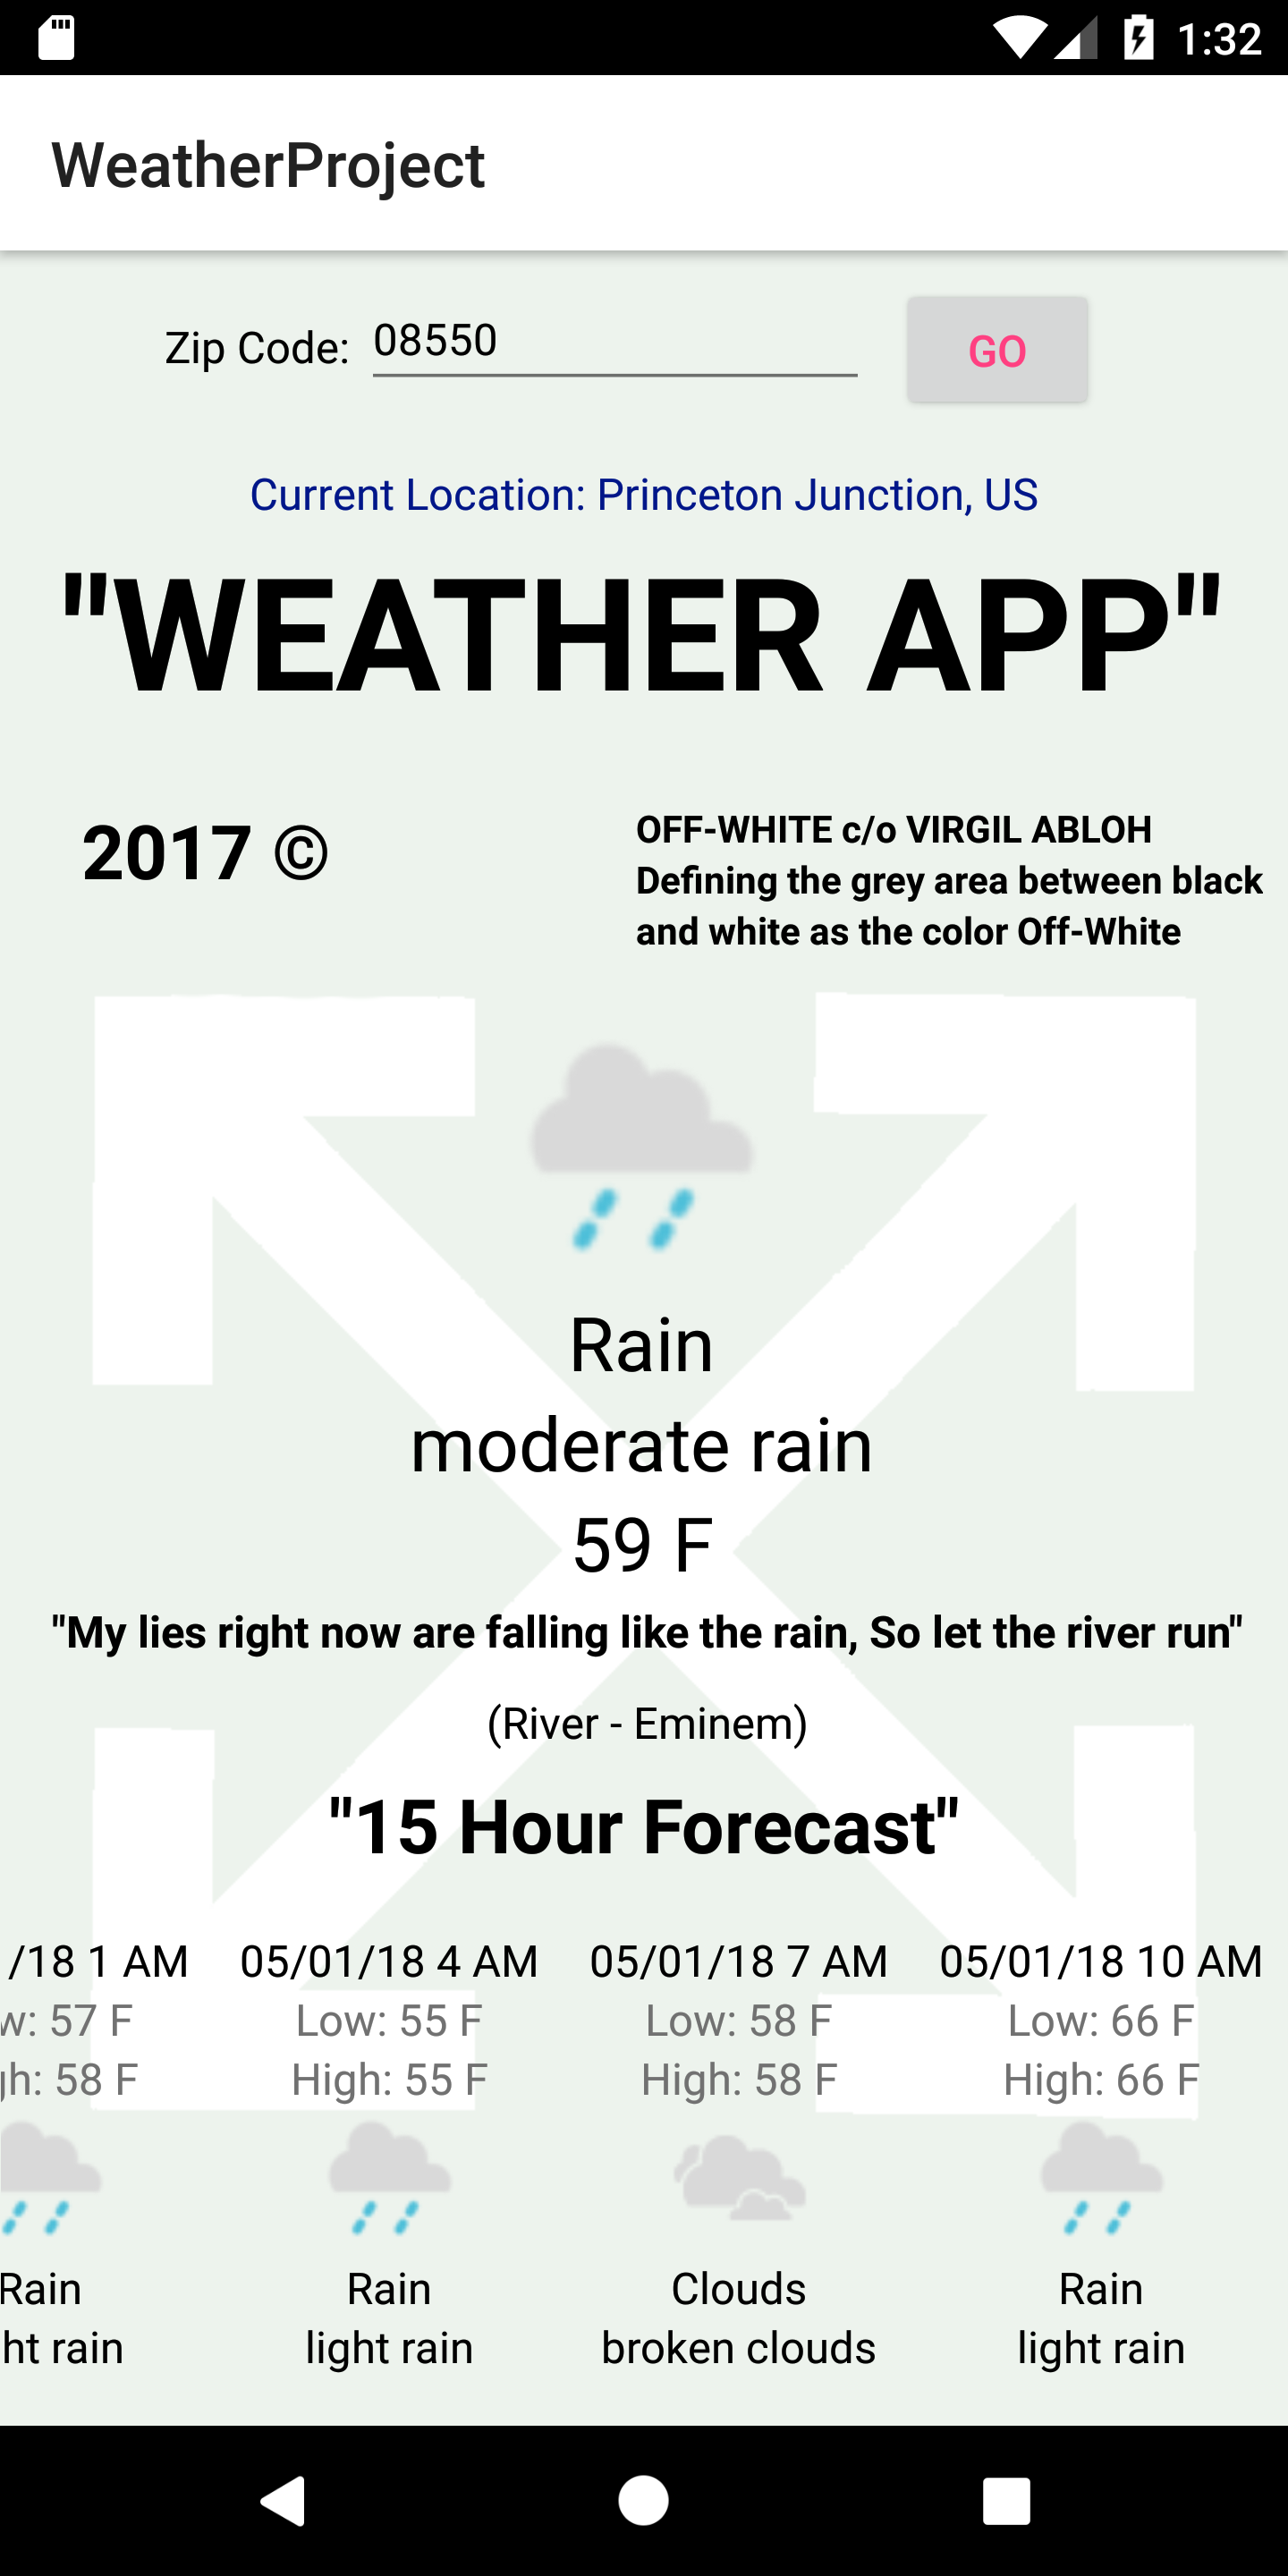 1:32
WeatherProject
Zip Code: 08550 GO
Current Location: Princeton Junction, US
"WEATHER APP"
2017 ©
OFF-WHITE c/o VIRGIL ABLOH
Defining the grey area between black
and white as the color Off-White
Rain
moderate rain
59 F
"My lies right now are falling like the rain, So let the river run"
(River - Eminem)
"15 Hour Forecast"
/18 1 AM 05/01/18 4 AM 05/01/18 7 AM 05/01/18 10 AM
w: 57 F Low: 55 F Low: 58 F Low: 66 F
gh: 58 F High: 55 F High: 58 F High: 66 F
Rain Rain Clouds Rain
ht rain light rain broken clouds light rain